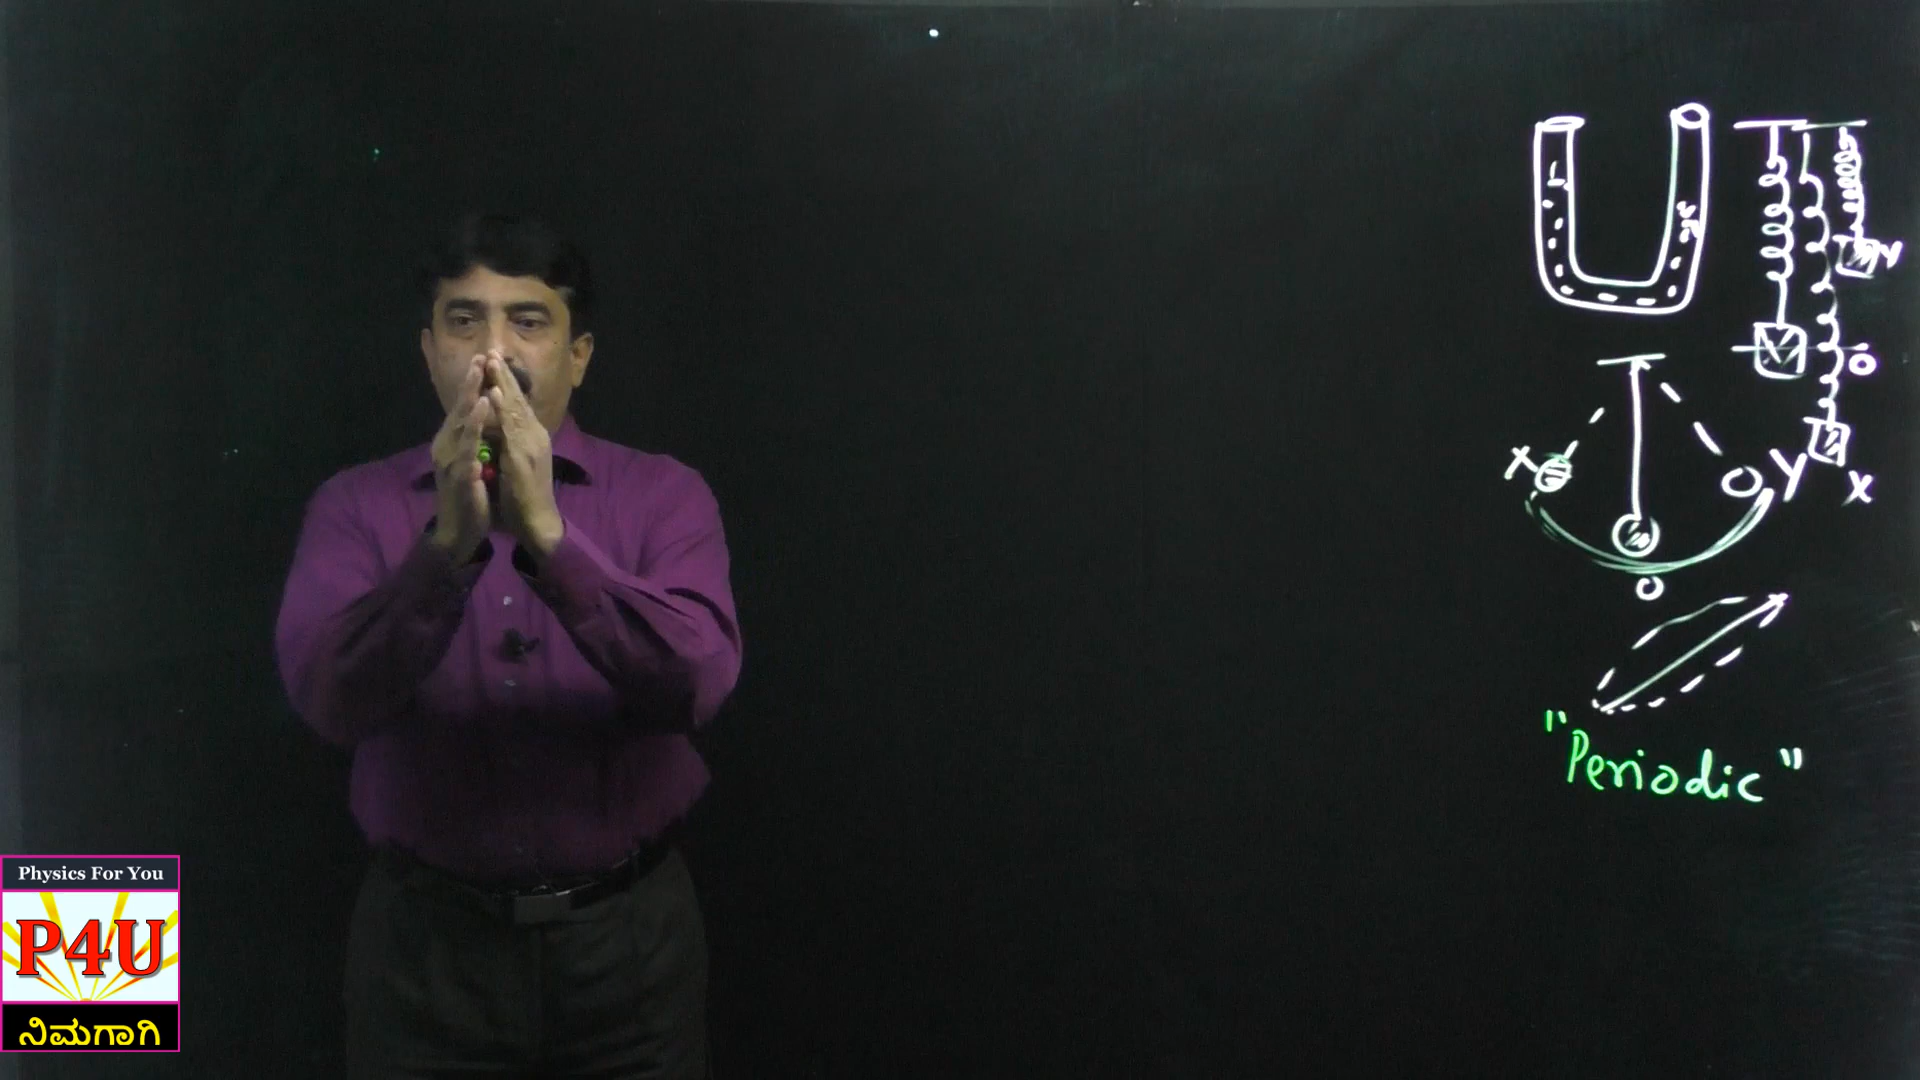 Y
O
X
Y
X
O
"Periodic"
Physics For You
P4U
ನಿಮಗಾಗಿ